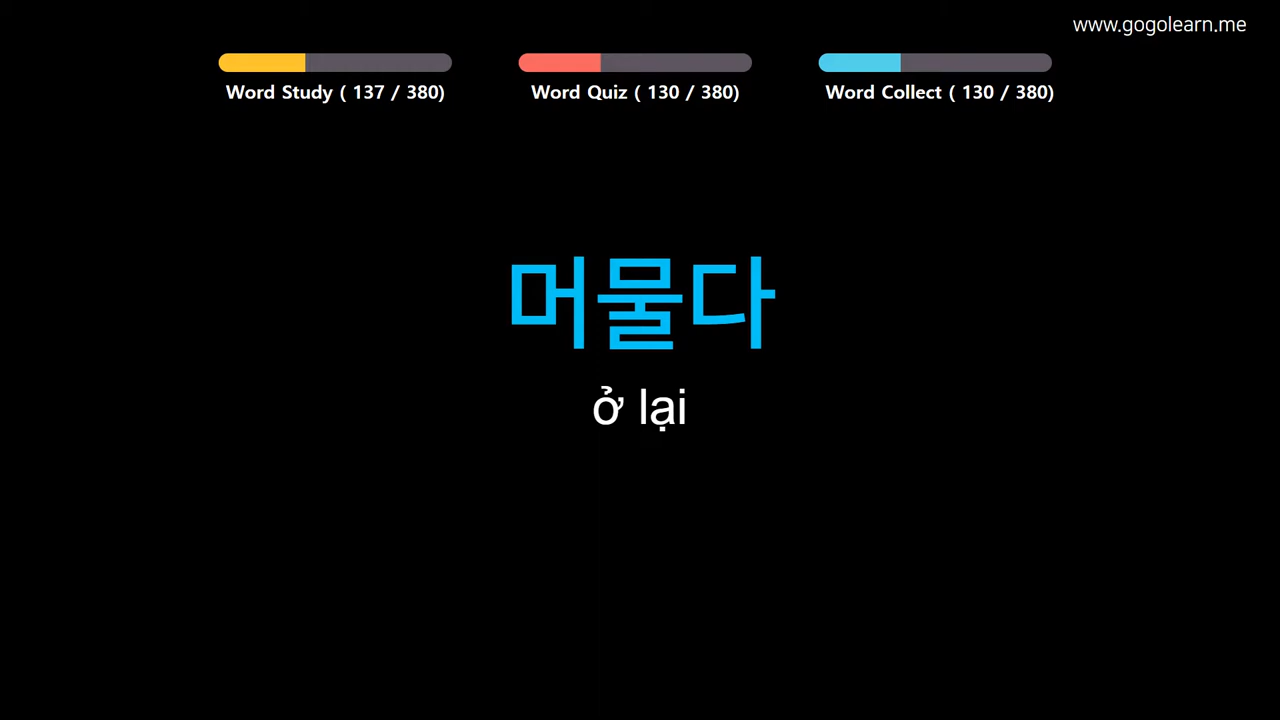 www.gogolearn.me
Word Study ( 137 / 380)
Word Quiz ( 130 / 380)
Word Collect ( 130 / 380)
머물다
ở lại